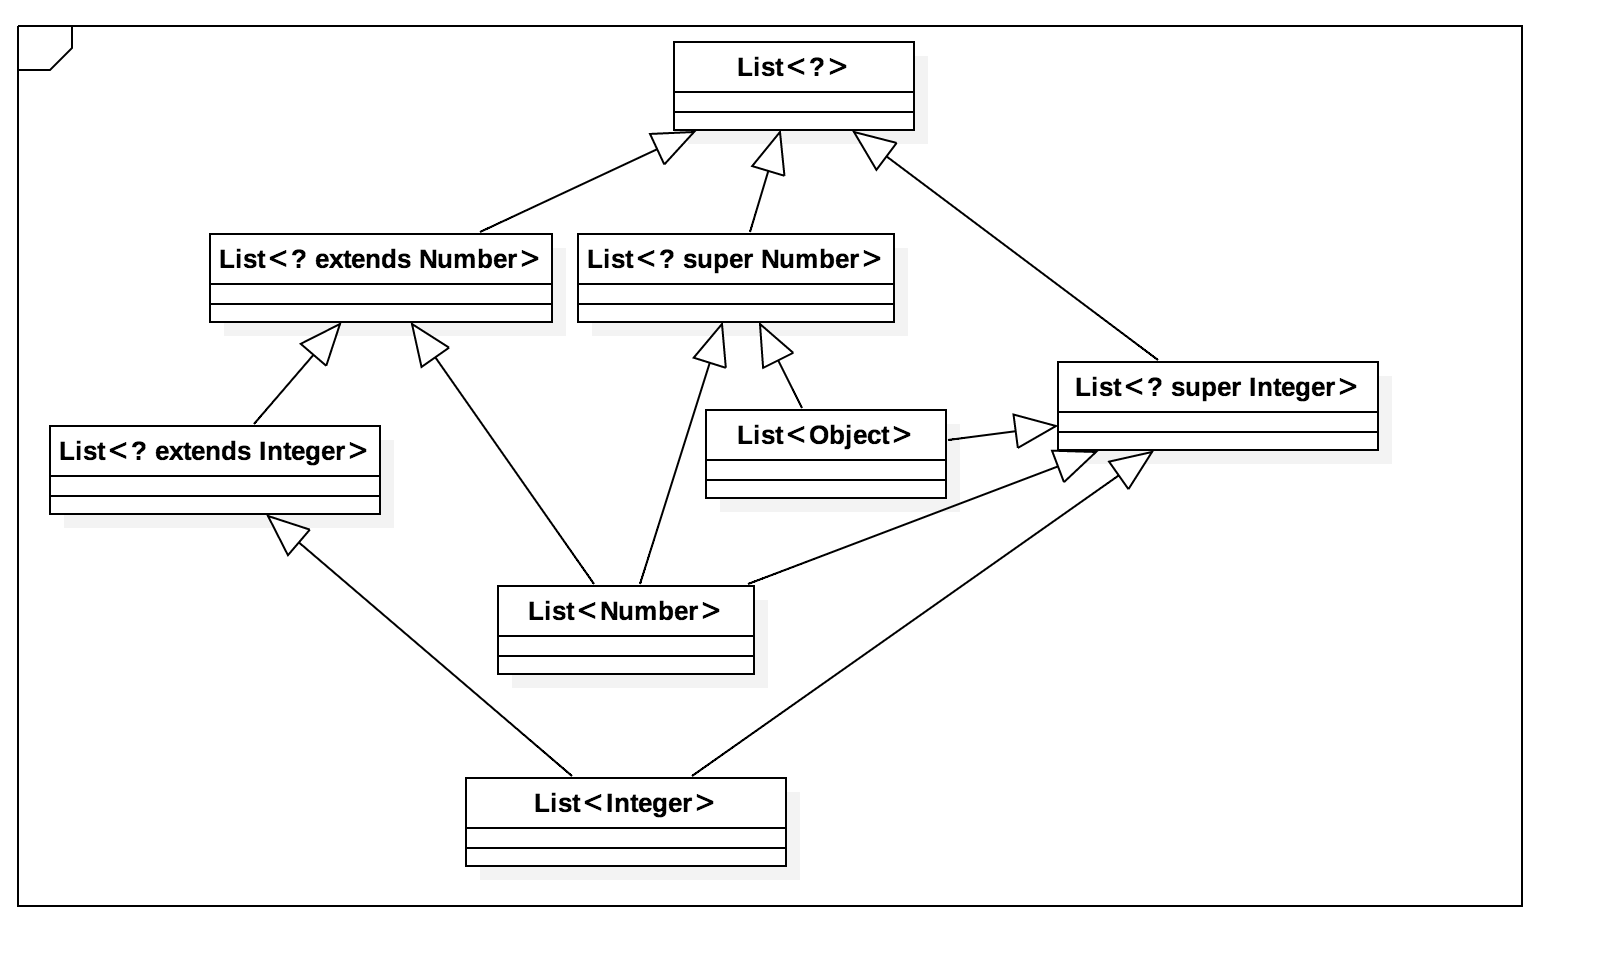 List<?>
List<? extends Number>
List<? super Number>
List<? super Integer>
List<Object>
List<? extends Integer>
List<Number>
List<Integer>